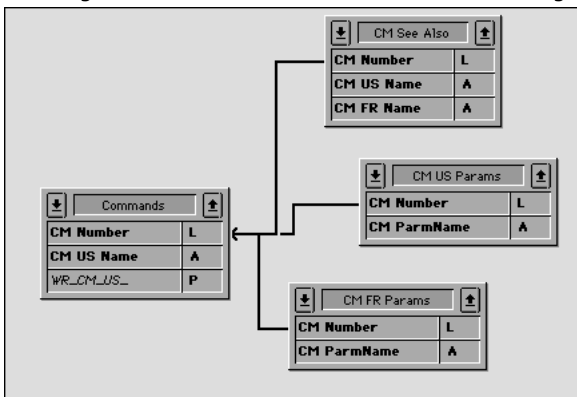 CM See Also
CM Number L
CM US Name A
CM FR Name A
CM US Params
CM Number L
CM ParmName A
Commands
CM Number L
CM US Name A
WR_CM_US_ P
CM FR Params
CM Number L
CM ParmName A